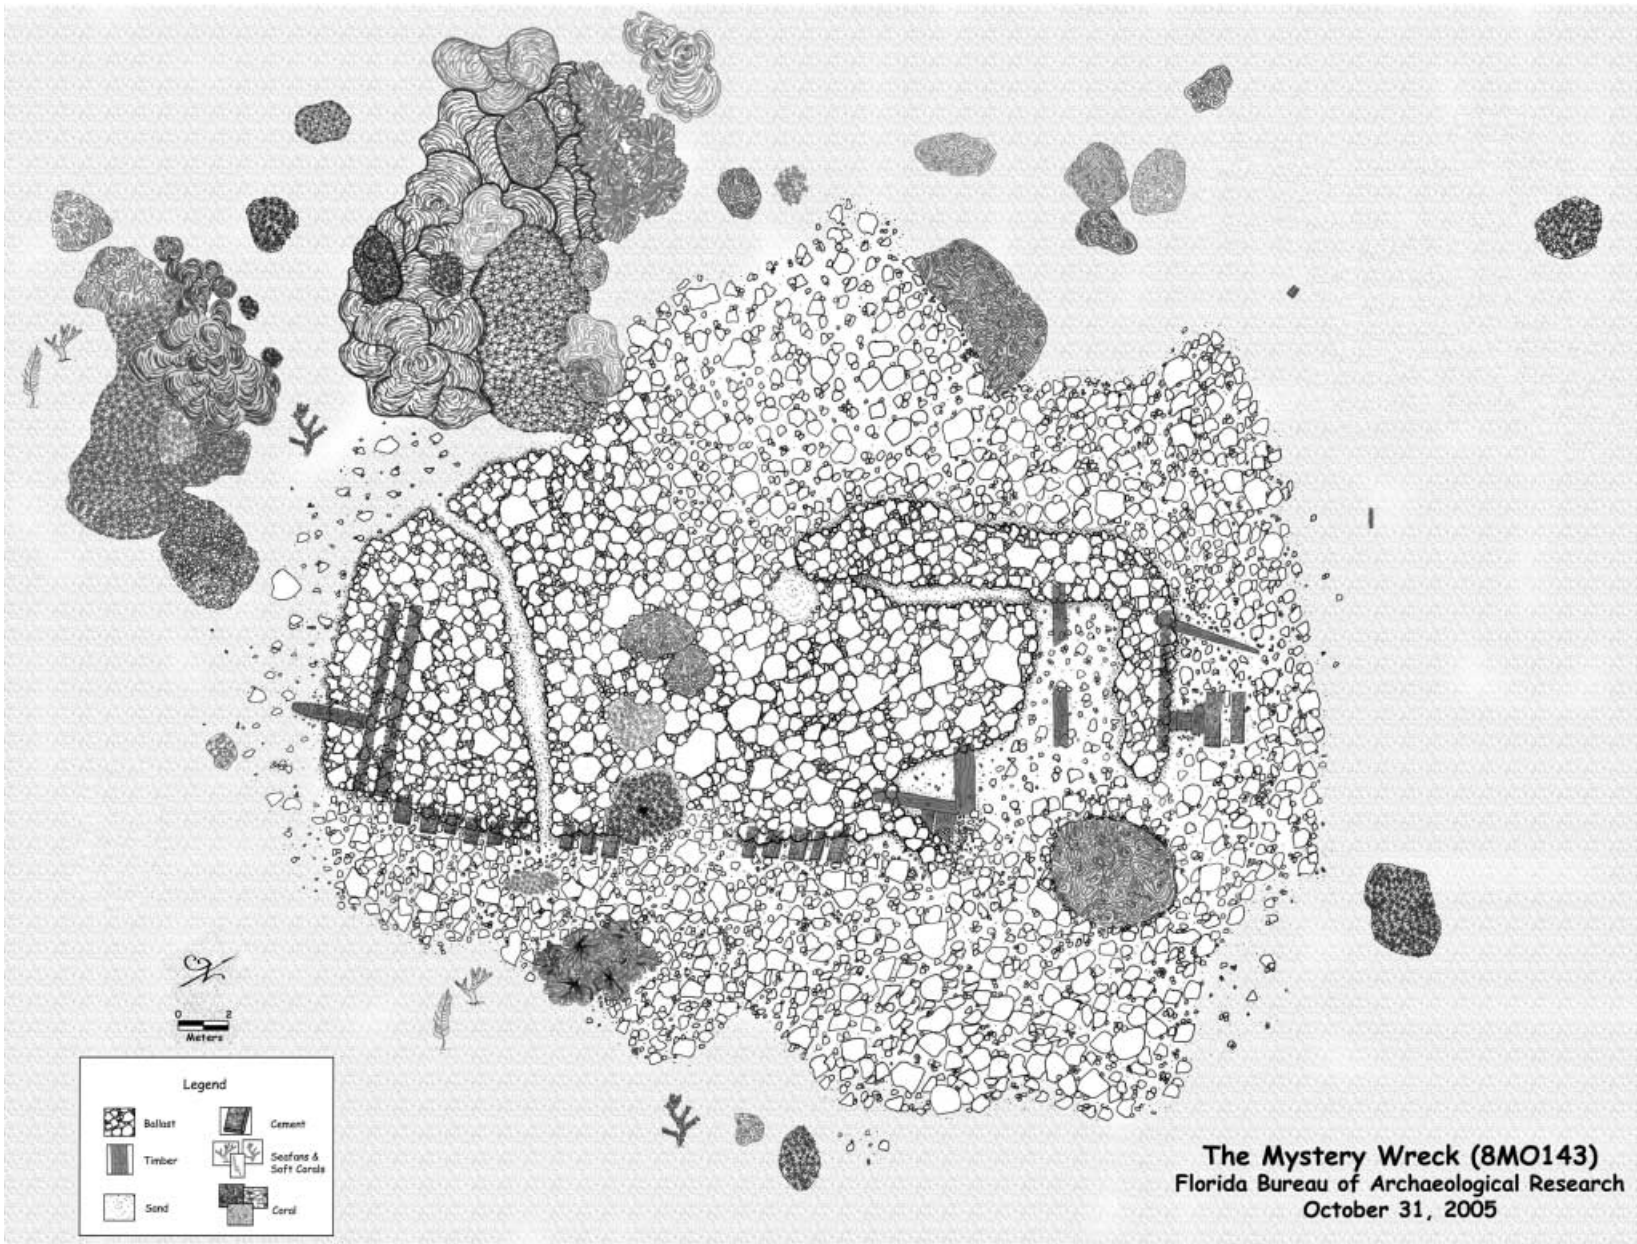 0 2
Meters
Legend
Ballast
Cement
Timber
Seafans &
Soft Corals
Sand
Coral
The Mystery Wreck (8MO143)
Florida Bureau of Archaeological Research
October 31, 2005